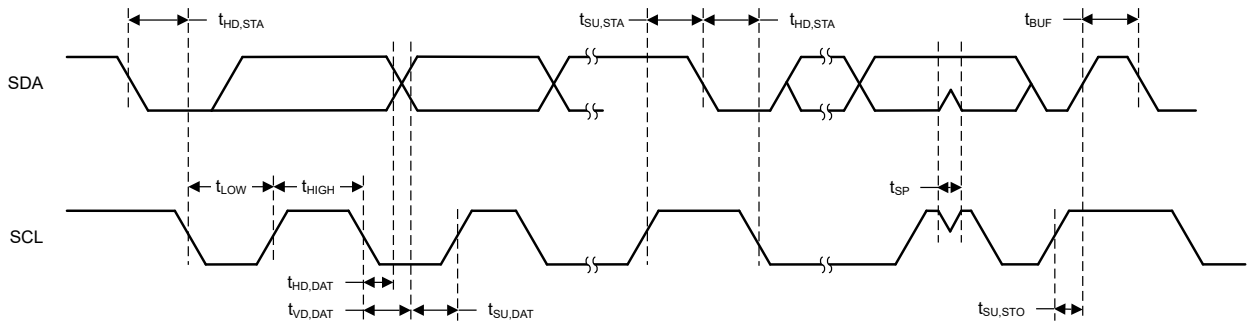 tHD,STA
tSU,STA
tHD,STA
tBUF
SDA
tLOW
tHIGH
tSP
SCL
tHD,DAT
tVD,DAT
tSU,DAT
tSU,STO